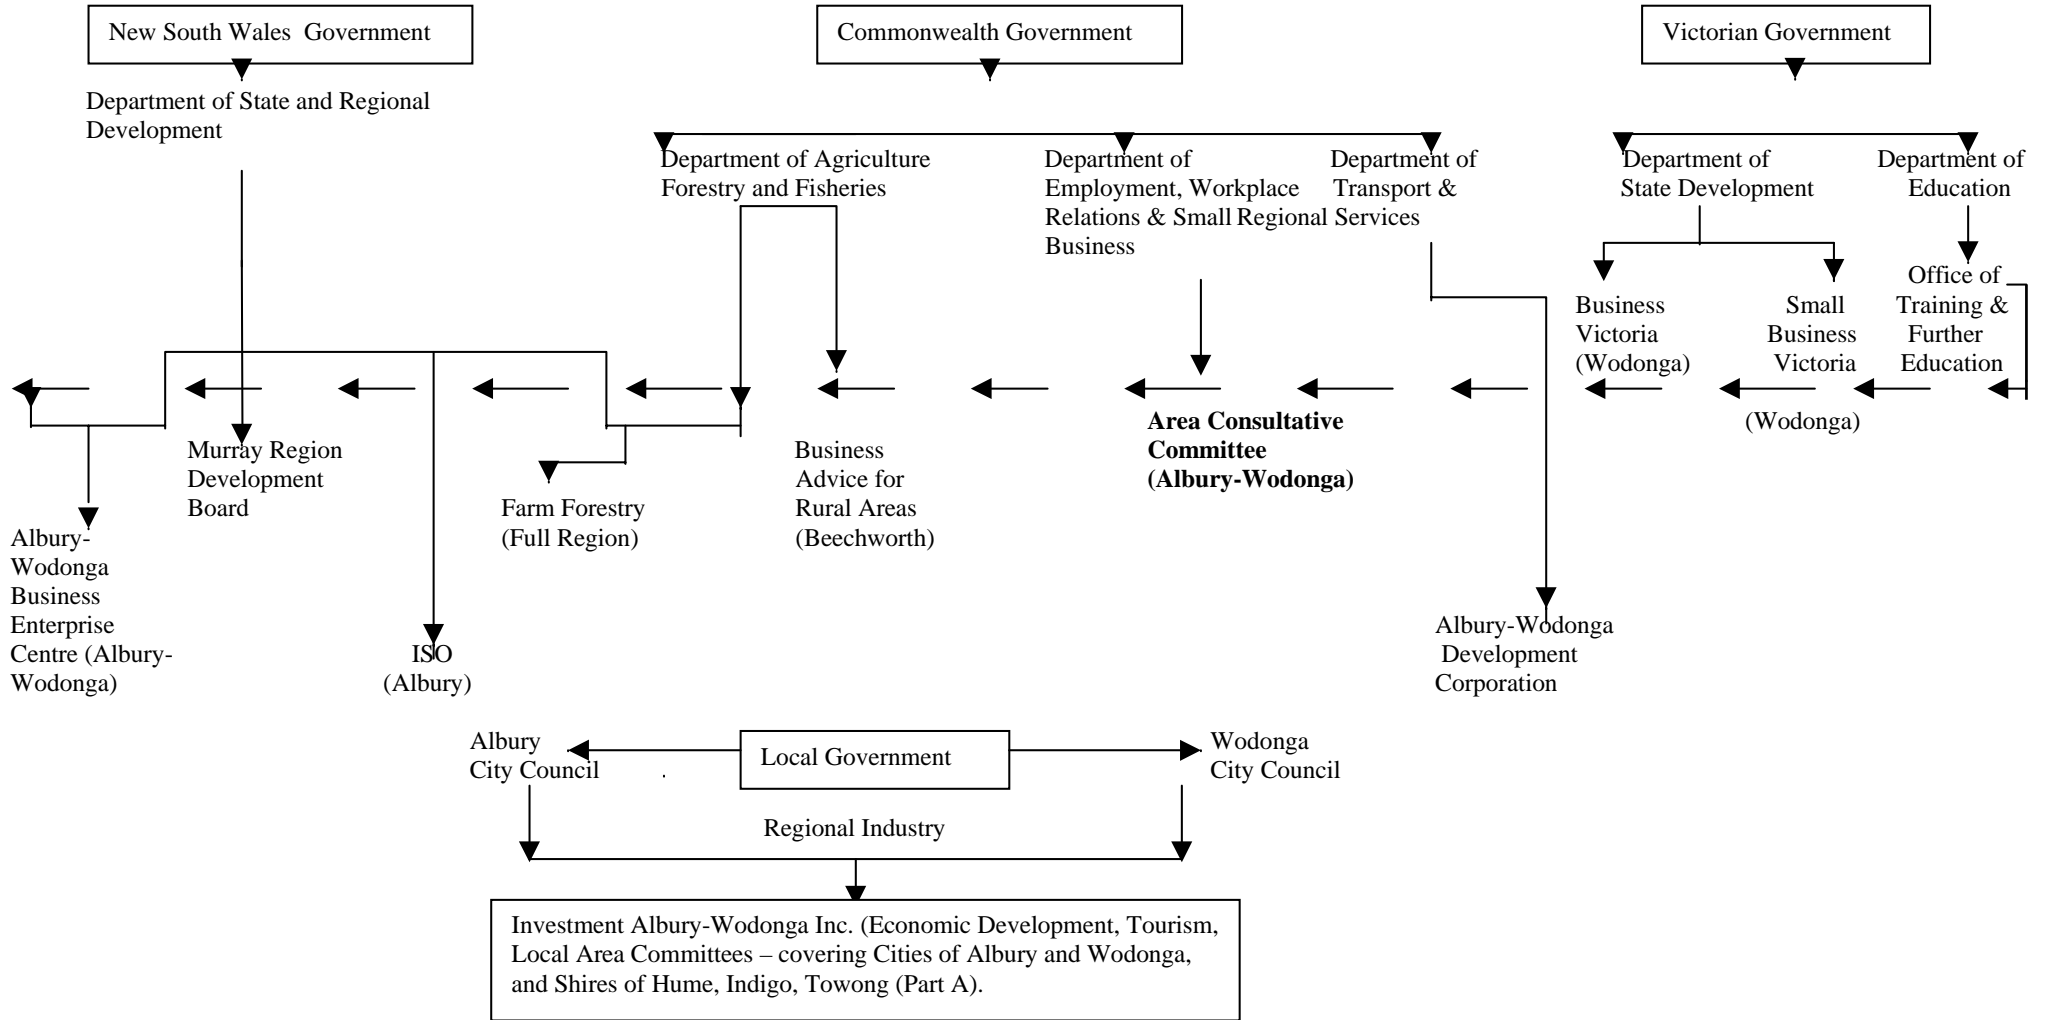 New South Wales  Government
Commonwealth Government
Victorian Government
Department of State and Regional
Development
Department of Agriculture
Forestry and Fisheries
Department of
Employment, Workplace
Relations & Small
Business
Department of
Transport &
Regional Services
Department of
State Development
Department of
Education
Business
Victoria
(Wodonga)
Small
Business
Victoria
(Wodonga)
Office of
Training &
Further
Education
Albury-
Wodonga
Business
Enterprise
Centre (Albury-
Wodonga)
Murray Region
Development
Board
ISO
(Albury)
Farm Forestry
(Full Region)
Business
Advice for
Rural Areas
(Beechworth)
Area Consultative
Committee
(Albury-Wodonga)
Albury-Wodonga
Development
Corporation
Albury
City Council
.
Local Government
Wodonga
City Council
Regional Industry
Investment Albury-Wodonga Inc. (Economic Development, Tourism,
Local Area Committees – covering Cities of Albury and Wodonga,
and Shires of Hume, Indigo, Towong (Part A).